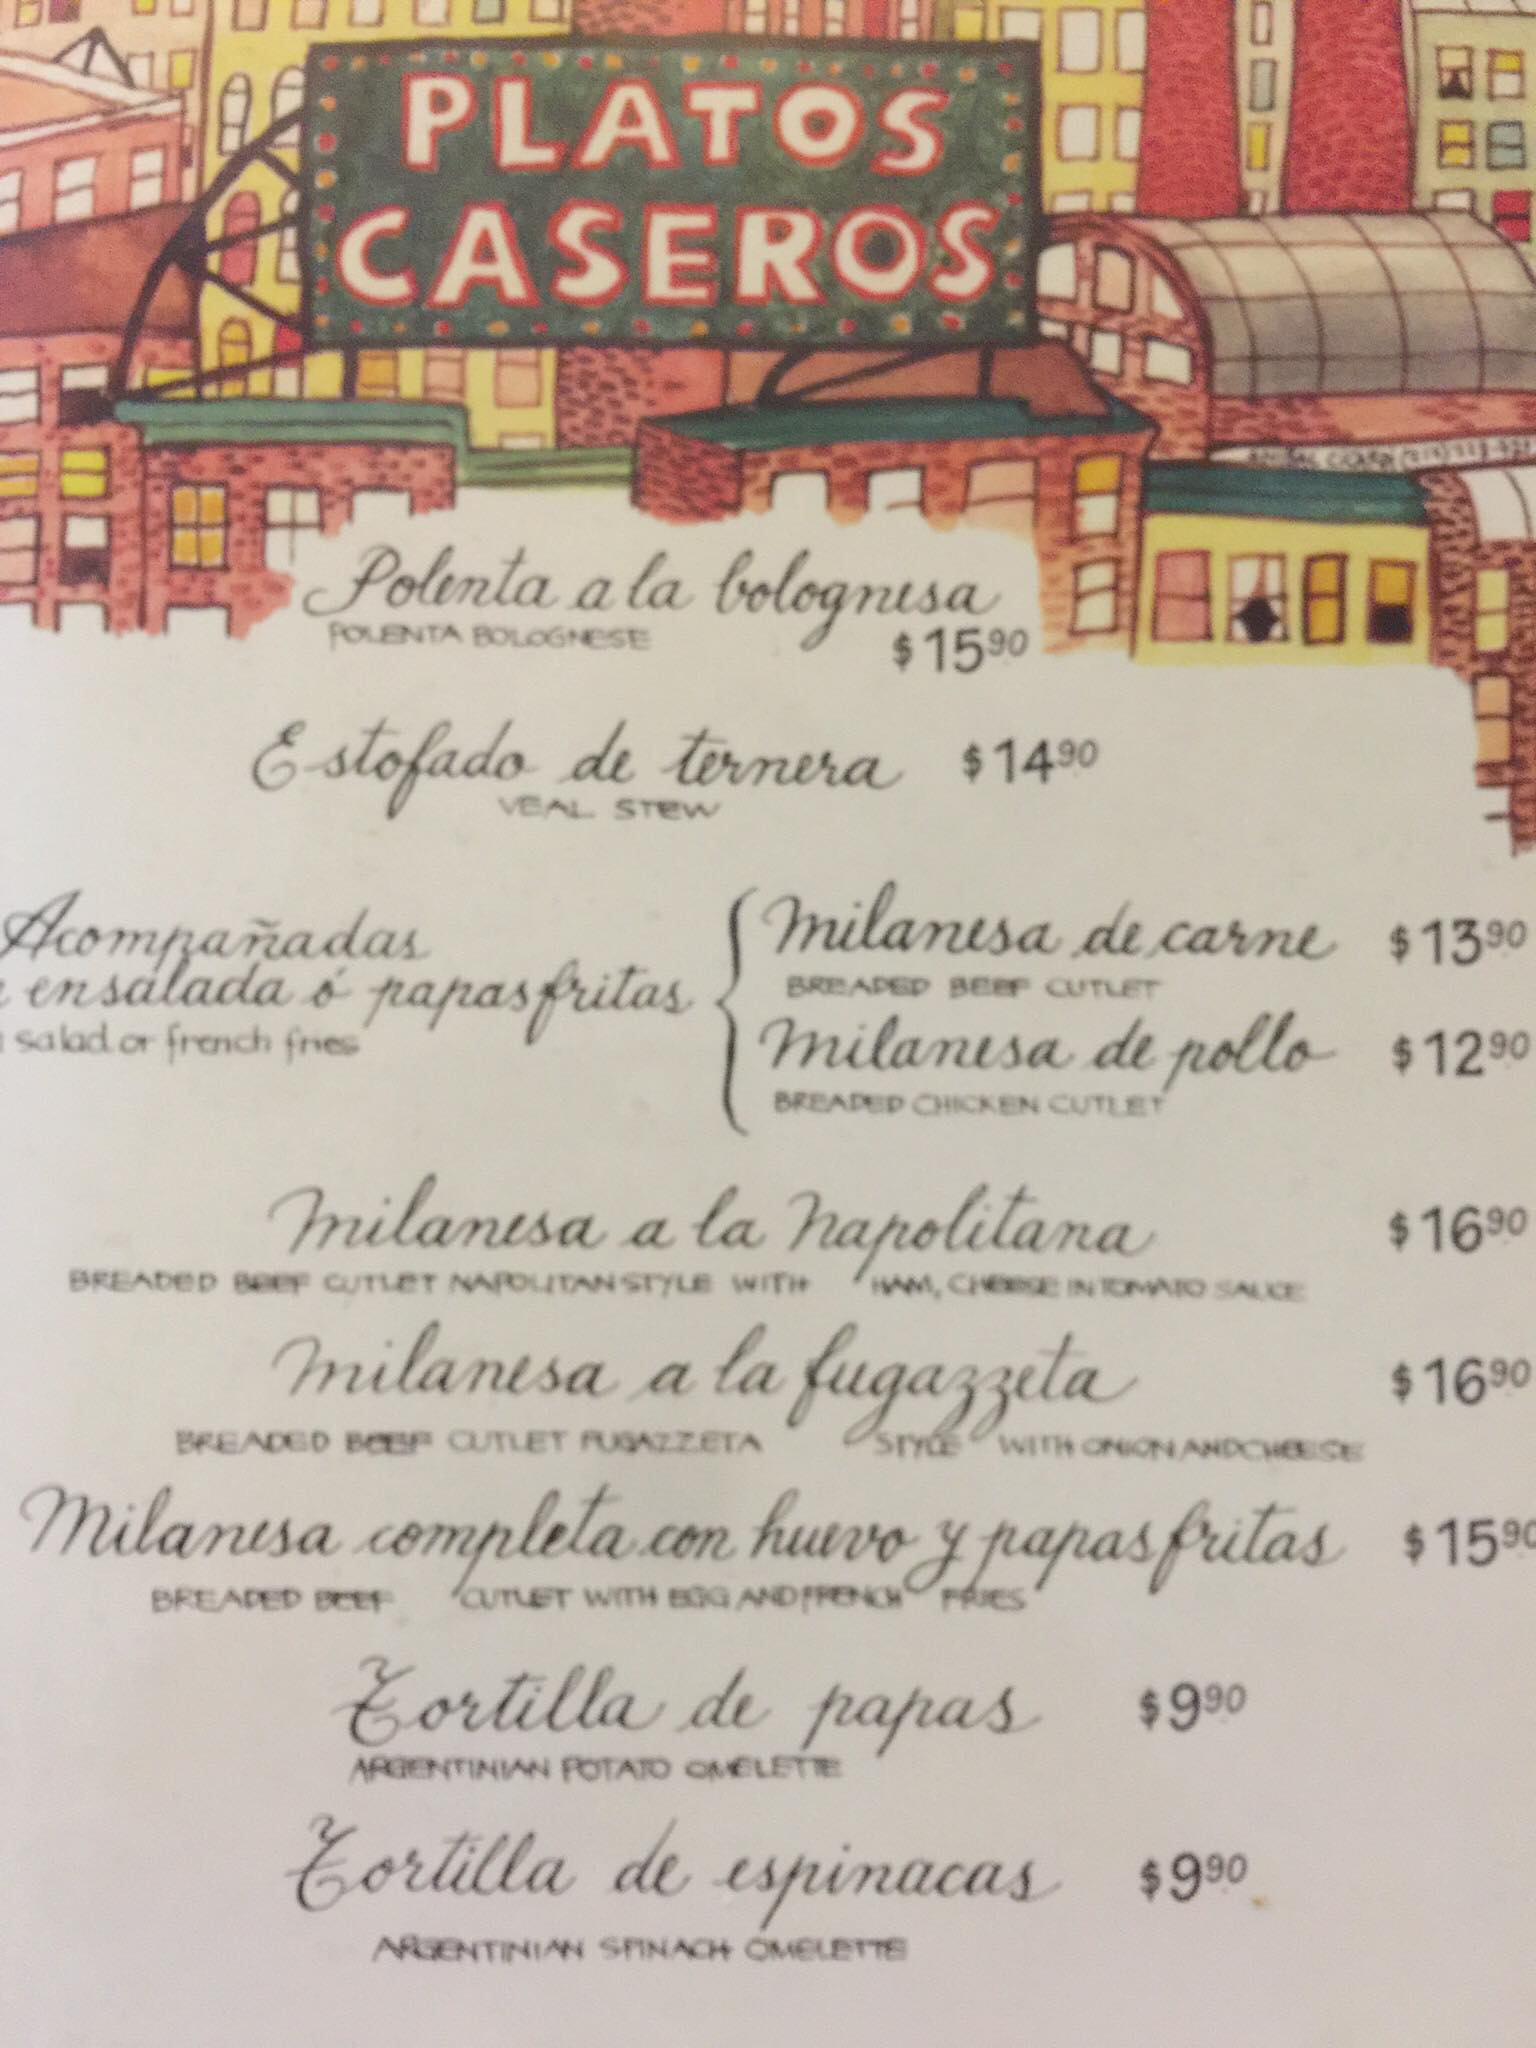 PLATOS
CASEROS
Polenta a la bolognesa
POLENTA BOLOGNESE
$15.90
Estofado de ternera $14.90
VEAL STEW
Acompañadas
ensalada ó papas fritas
salad or french fries
Milanesa de carne $13.90
BREADED BEEF CUTLET
Milanesa de pollo $12.90
BREADED CHICKEN CUTLET
Milanesa a la Napolitana $16.90
BREADED BEEF CUTLET NAPOLITAN STYLE WITH HAM, CHEESE IN TOMATO SAUCE
Milanesa a la fugazzeta $16.90
BREADED BEEF CUTLET FUGAZZETA STYLE WITH ONION AND CHEESE
Milanesa completa con huevo y papas fritas $15.90
BREADED BEEF CUTLET WITH EGG AND FRENCH FRIES
Tortilla de papas $9.90
ARGENTINIAN POTATO OMELETTE
Tortilla de espinacas $9.90
ARGENTINIAN SPINACH OMELETTE